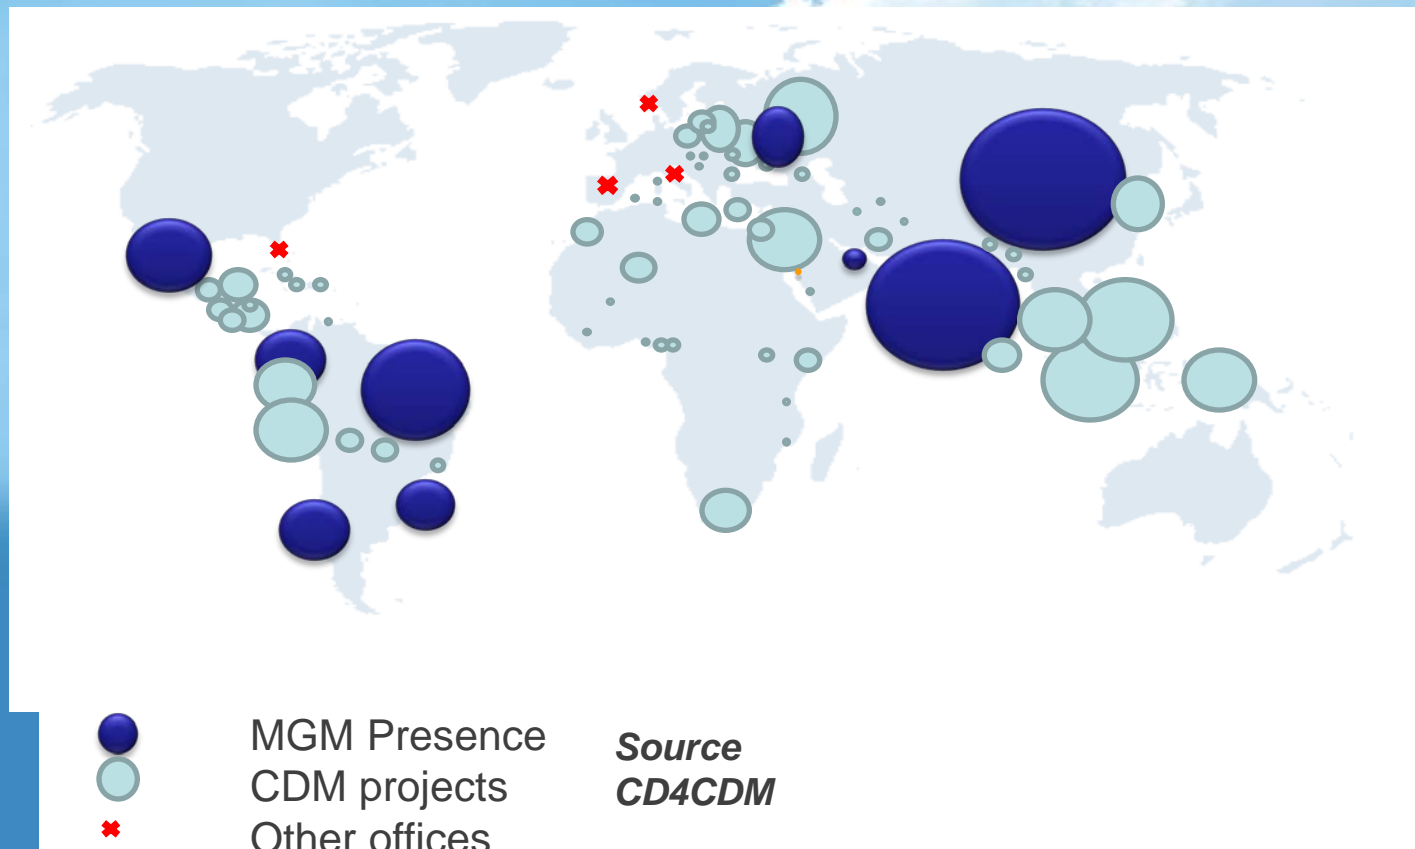 MGM Presence
CDM projects
Other offices
Source
CD4CDM